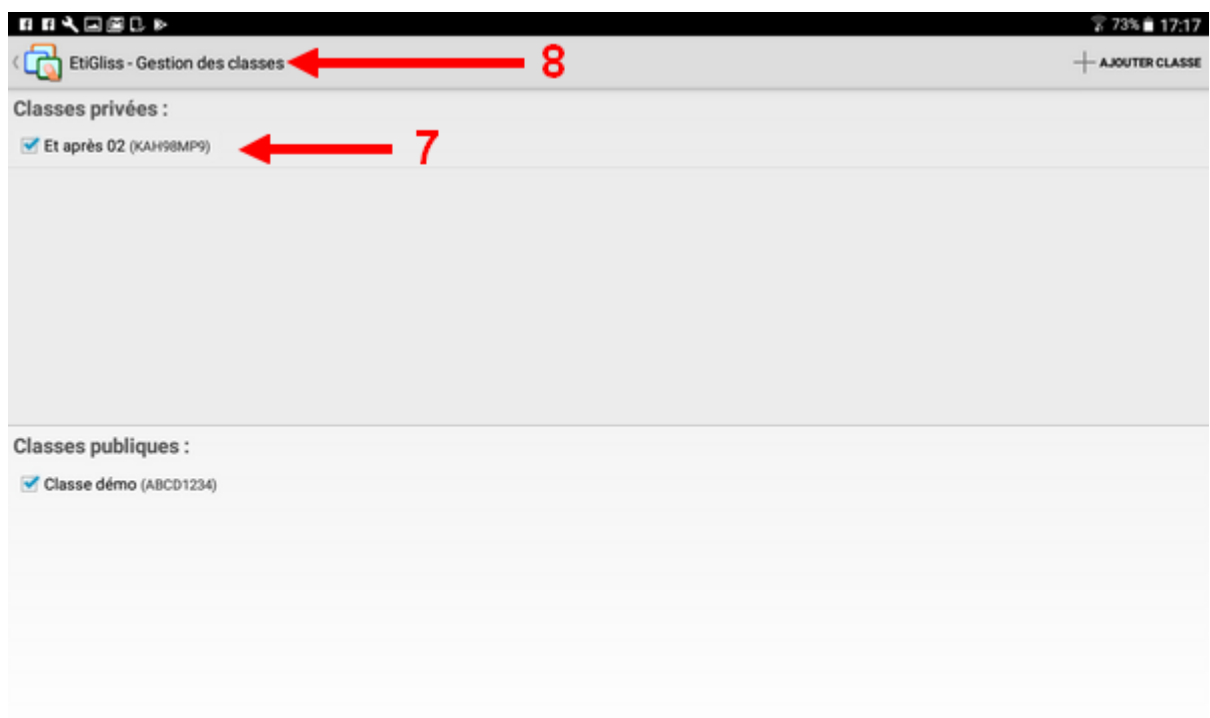 73% 17:17
EtiGliss - Gestion des classes 8 AJOUTER CLASSE
Classes privées :
Et après 02 (KAH98MP9) 7
Classes publiques :
Classe démo (ABCD1234)